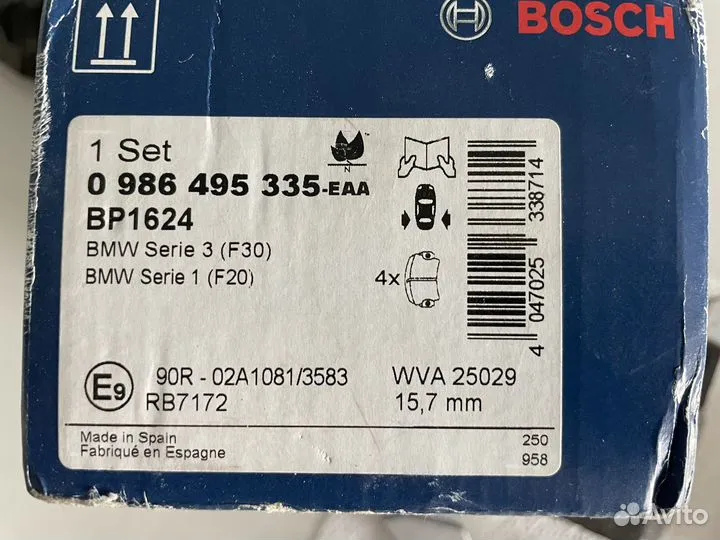 BOSCH
1 Set
0 986 495 335-EAA
BP1624
BMW Serie 3 (F30)
BMW Serie 1 (F20)
N
TM
4x
4 047025 338714
E9
90R - 02A1081/3583
RB7172
WVA 25029
15,7 mm
Made in Spain
Fabriqué en Espagne
250
958
Avito